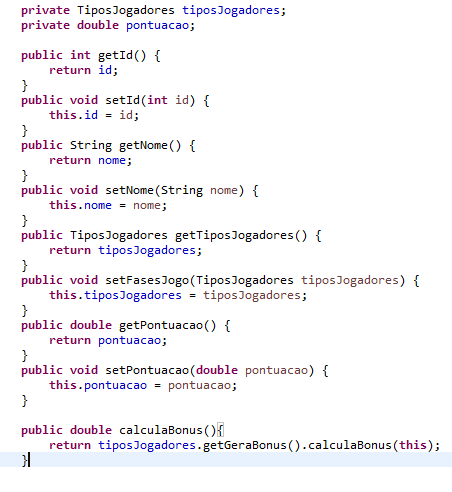 private TiposJogadores tiposJogadores;
private double pontuacao;
public int getId() {
return id;
}
public void setId(int id) {
this.id = id;
}
public String getNome() {
return nome;
}
public void setNome(String nome) {
this.nome = nome;
}
public TiposJogadores getTiposJogadores() {
return tiposJogadores;
}
public void setFasesJogo(TiposJogadores tiposJogadores) {
this.tiposJogadores = tiposJogadores;
}
public double getPontuacao() {
return pontuacao;
}
public void setPontuacao(double pontuacao) {
this.pontuacao = pontuacao;
}
public double calculaBonus(){
return tiposJogadores.getGeraBonus().calculaBonus(this);
}